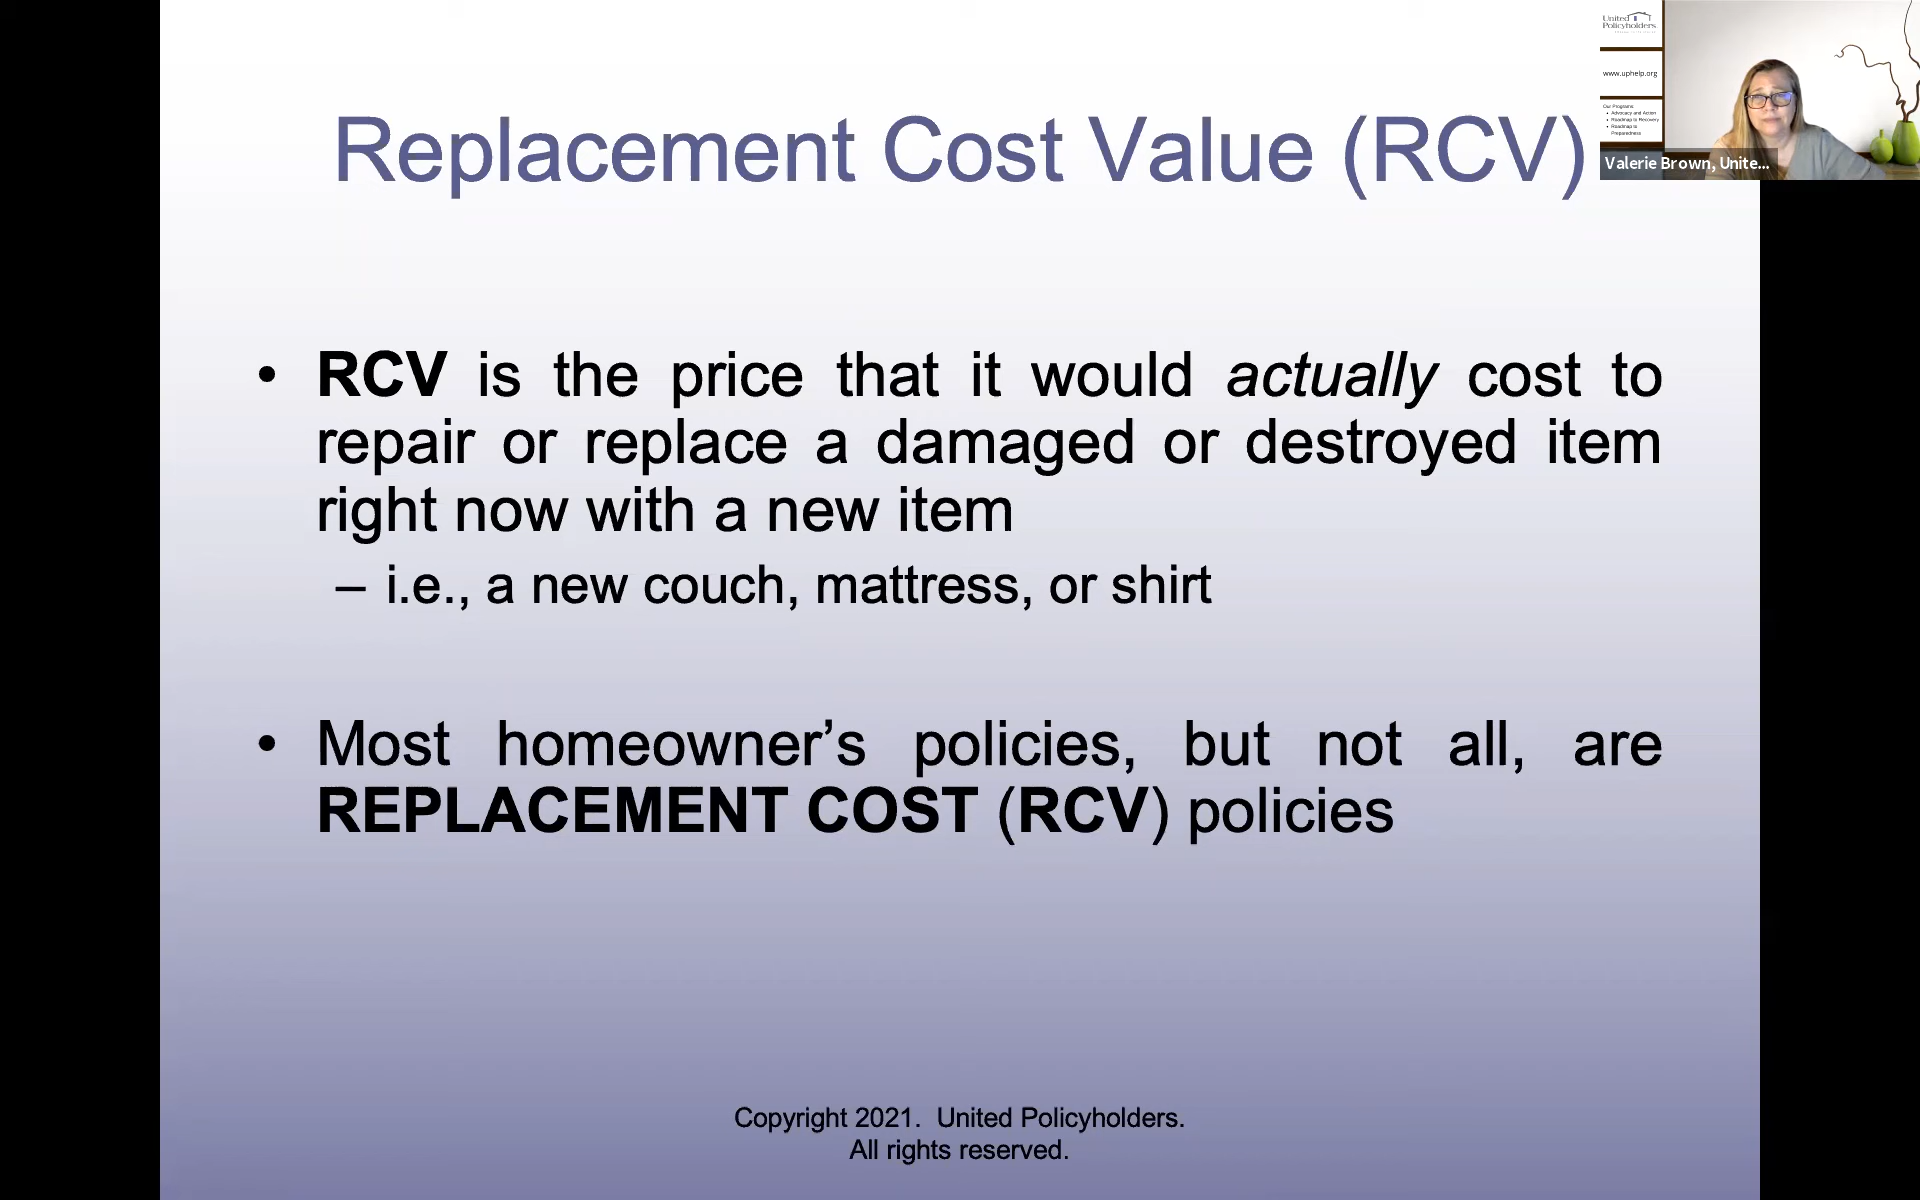 Replacement Cost Value (RCV)
United
Policyholders
www.uphelp.org
Our Programs:
• Advocacy and Action
• Roadmap to Recovery
• Roadmap to
Preparedness
Valerie Brown, Unite...
• RCV is the price that it would actually cost to
repair or replace a damaged or destroyed item
right now with a new item
– i.e., a new couch, mattress, or shirt
• Most homeowner’s policies, but not all, are
REPLACEMENT COST (RCV) policies
Copyright 2021. United Policyholders.
All rights reserved.